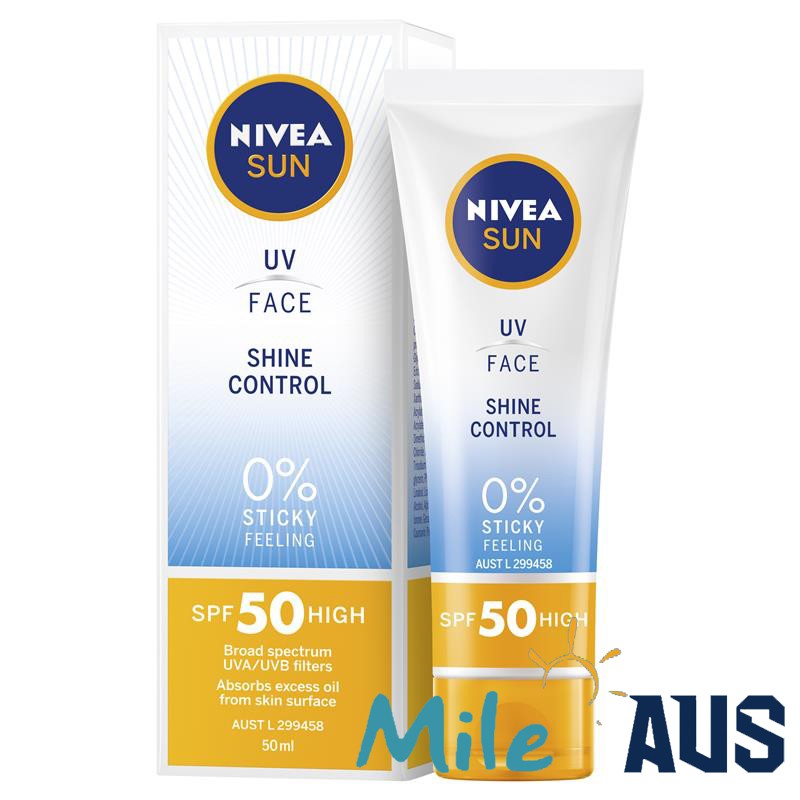 NIVEA
SUN
UV
FACE
SHINE
CONTROL
0%
STICKY
FEELING
SPF 50 HIGH
Broad spectrum
UVA/UVB filters
Absorbs excess oil
from skin surface
AUST L 299458
50ml
NIVEA
SUN
UV
FACE
SHINE
CONTROL
0%
STICKY
FEELING
AUST L 299458
SPF 50 HIGH
Mile AUS